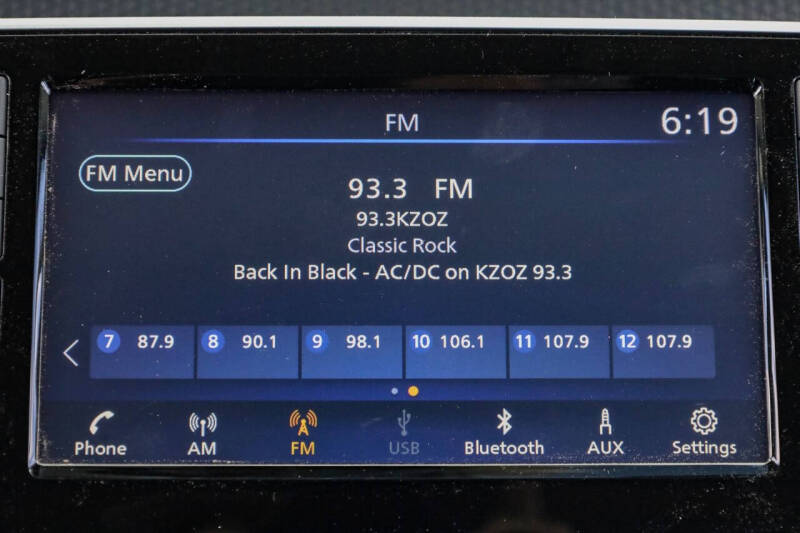 FM 6:19
FM Menu
93.3 FM
93.3KZOZ
Classic Rock
Back In Black - AC/DC on KZOZ 93.3
7 87.9 8 90.1 9 98.1 10 106.1 11 107.9 12 107.9
Phone AM FM USB Bluetooth AUX Settings